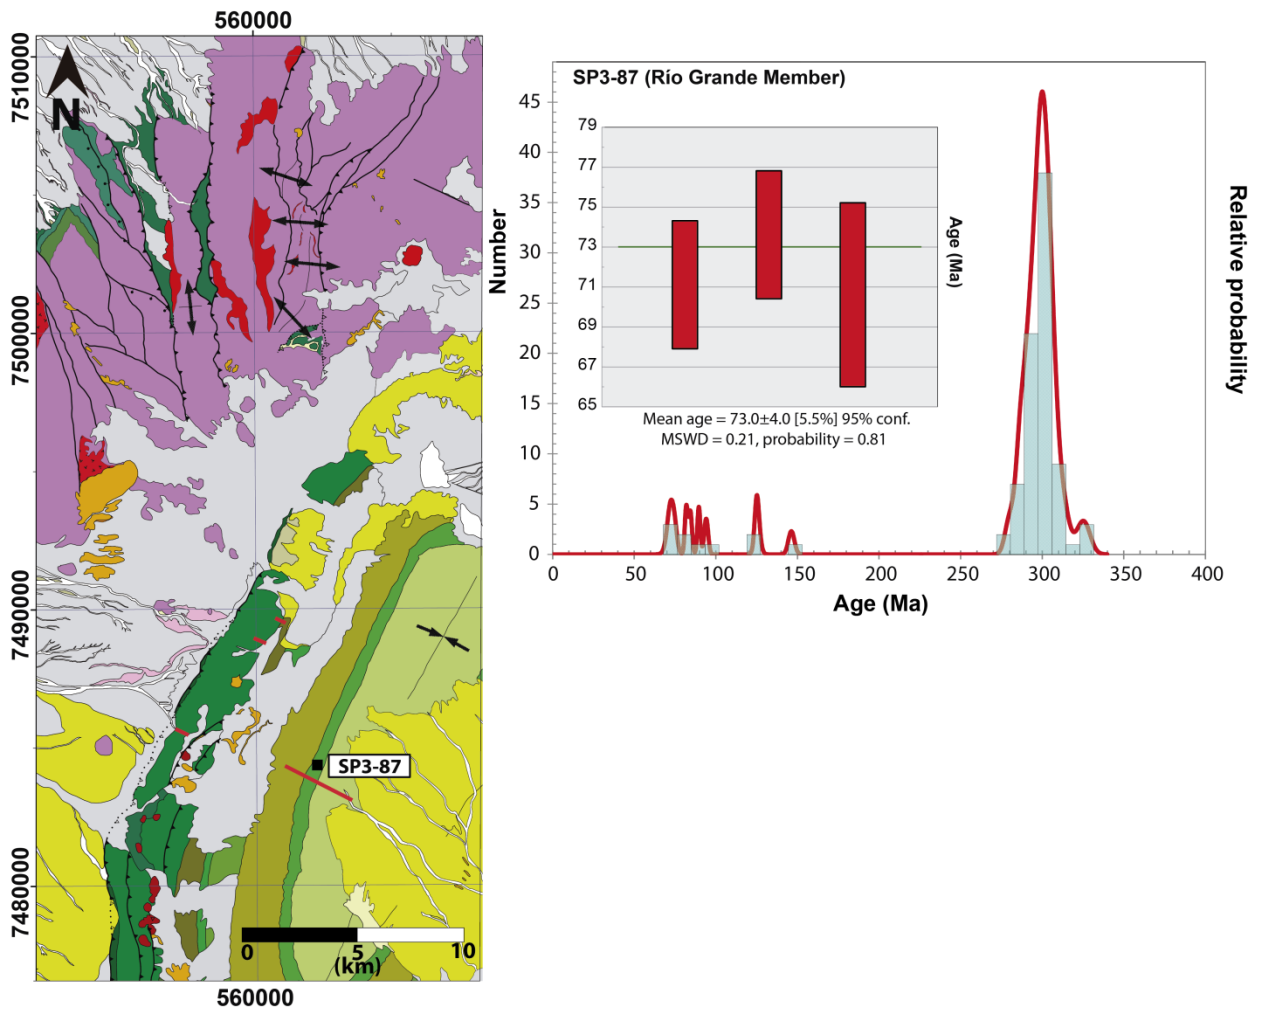 560000
7510000
7500000
7490000
7480000
N
SP3-87
0
5
10
(km)
560000
SP3-87 (Río Grande Member)
Number
45
40
35
30
25
20
15
10
5
0
79
77
75
73
71
69
67
65
Age (Ma)
Mean age = 73.0±4.0 [5.5%] 95% conf.
MSWD = 0.21, probability = 0.81
Relative probability
0 50 100 150 200 250 300 350 400
Age (Ma)